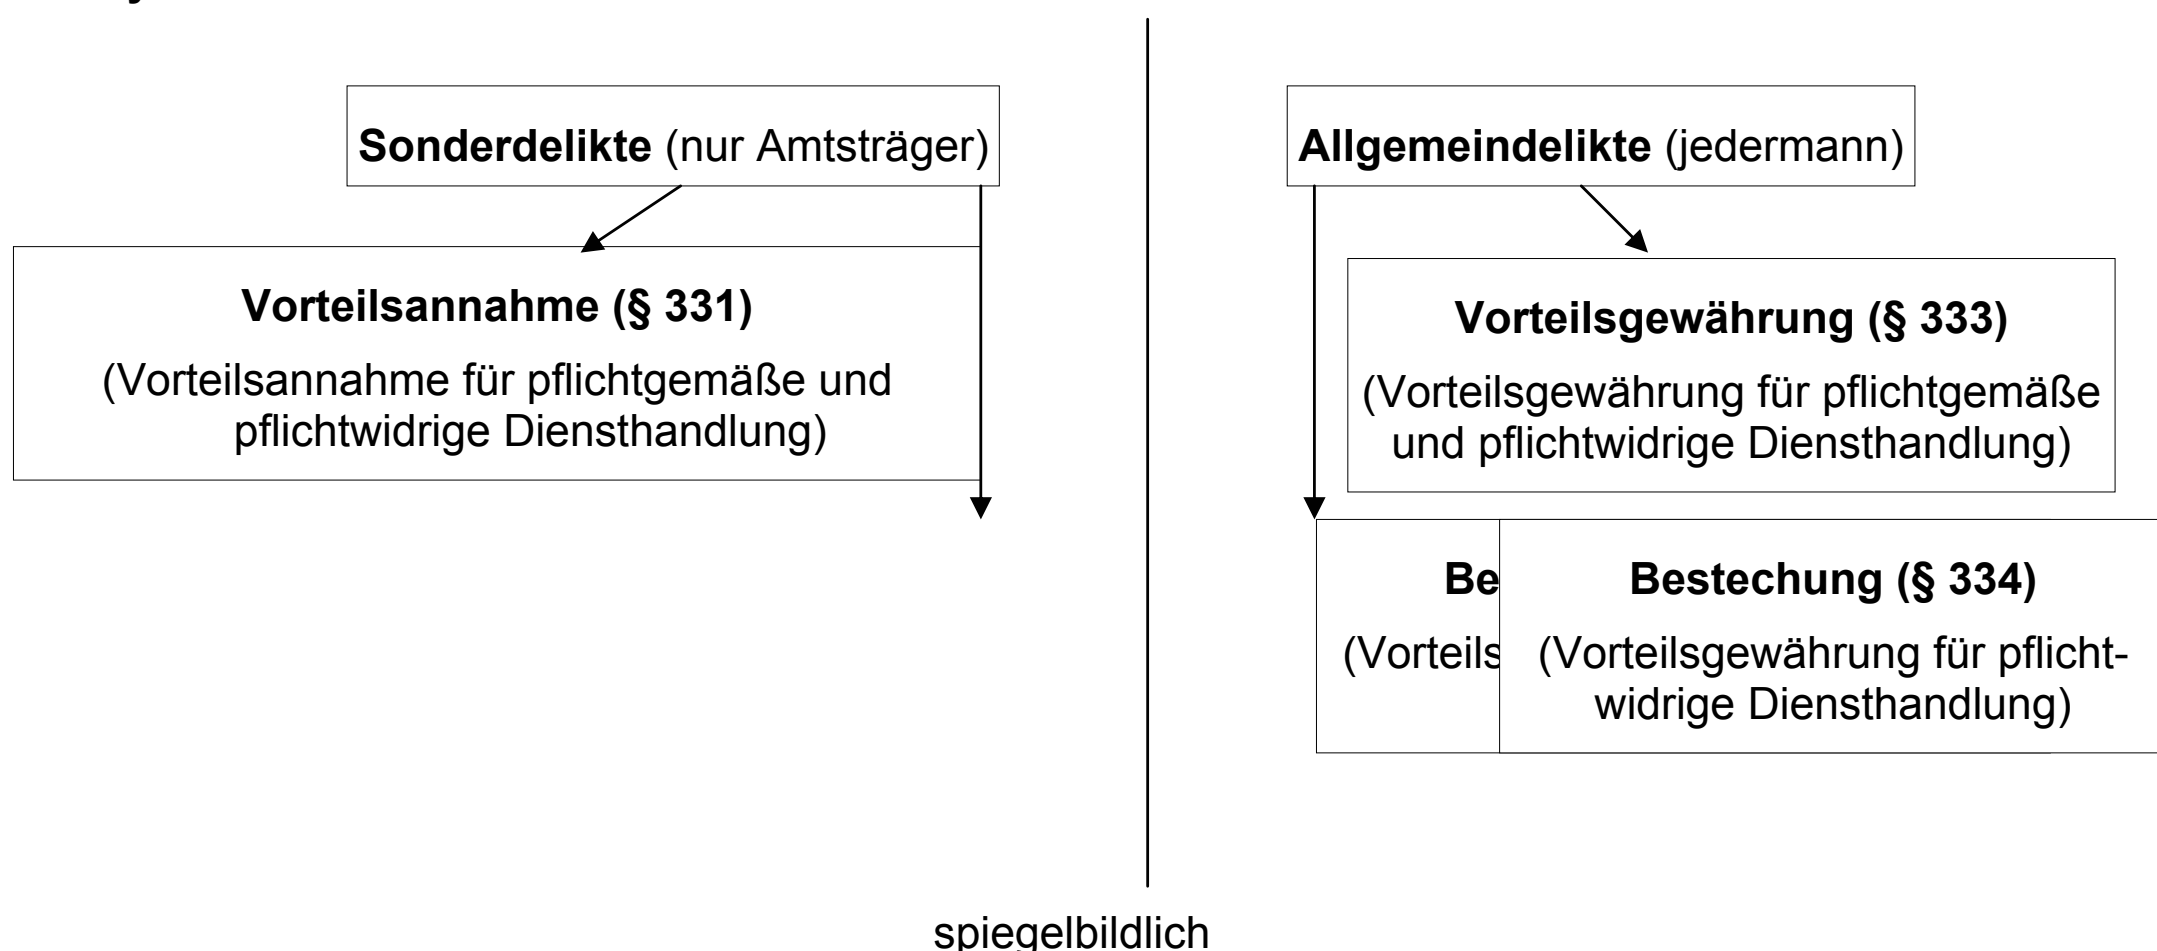 Sonderdelikte (nur Amtsträger)
Vorteilsannahme (§ 331)
(Vorteilsannahme für pflichtgemäße und
pflichtwidrige Diensthandlung)
Allgemeindelikte (jedermann)
Vorteilsgewährung (§ 333)
(Vorteilsgewährung für pflichtgemäße
und pflichtwidrige Diensthandlung)
Be
(Vorteils
Bestechung (§ 334)
(Vorteilsgewährung für pflicht-
widrige Diensthandlung)
spiegelbildlich